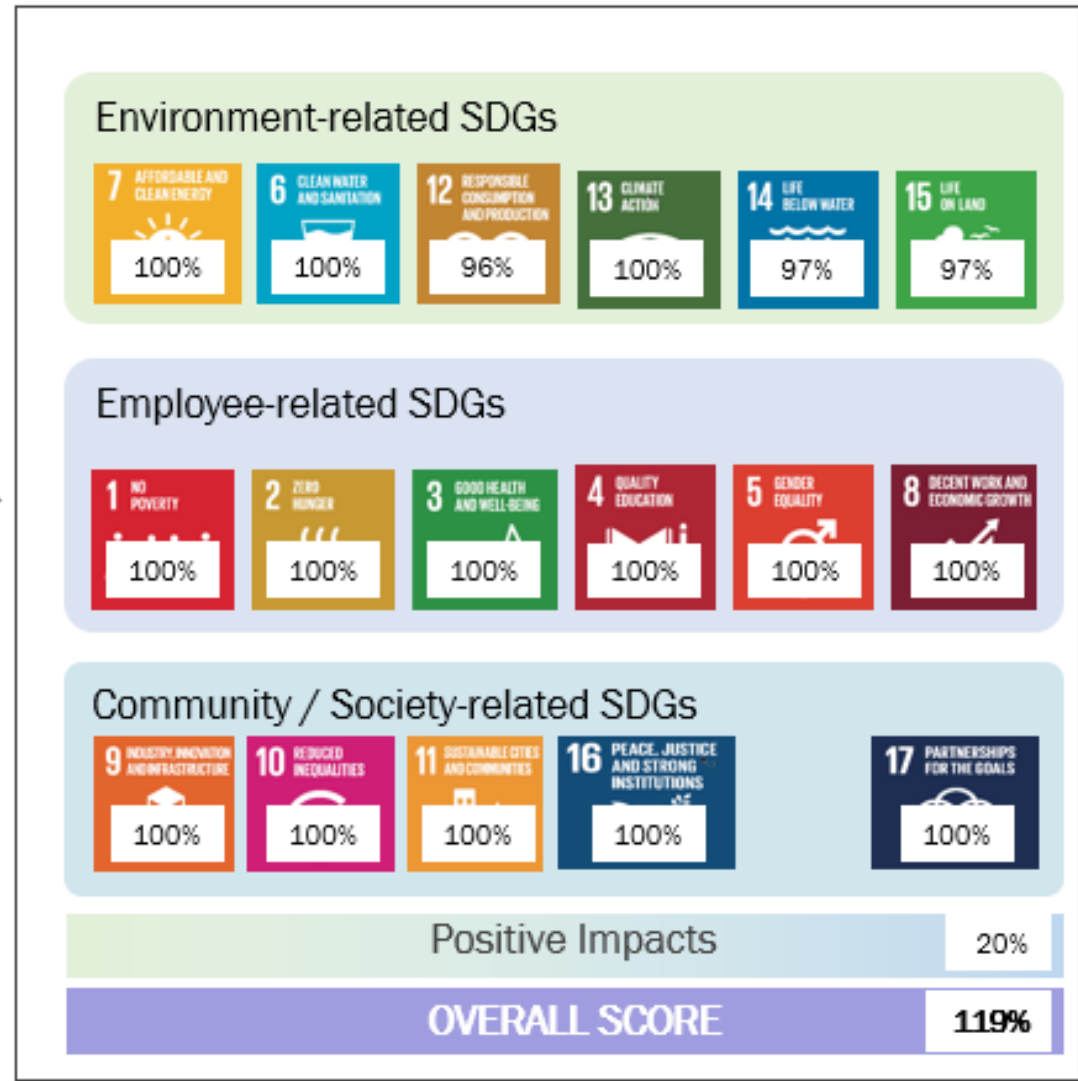 Environment-related SDGs
7 AFFORDABLE AND
CLEAN ENERGY
100%
6 CLEAN WATER
AND SANITATION
100%
12 RESPONSIBLE
CONSUMPTION
AND PRODUCTION
96%
13 CLIMATE
ACTION
100%
14 LIFE
BELOW WATER
97%
15 LIFE
ON LAND
97%
Employee-related SDGs
1 NO
POVERTY
100%
2 ZERO
HUNGER
100%
3 GOOD HEALTH
AND WELL-BEING
100%
4 QUALITY
EDUCATION
100%
5 GENDER
EQUALITY
100%
8 DECENT WORK AND
ECONOMIC GROWTH
100%
Community / Society-related SDGs
9 INDUSTRY, INNOVATION
AND INFRASTRUCTURE
100%
10 REDUCED
INEQUALITIES
100%
11 SUSTAINABLE CITIES
AND COMMUNITIES
100%
16 PEACE, JUSTICE
AND STRONG
INSTITUTIONS
100%
17 PARTNERSHIPS
FOR THE GOALS
100%
Positive Impacts 20%
OVERALL SCORE 119%